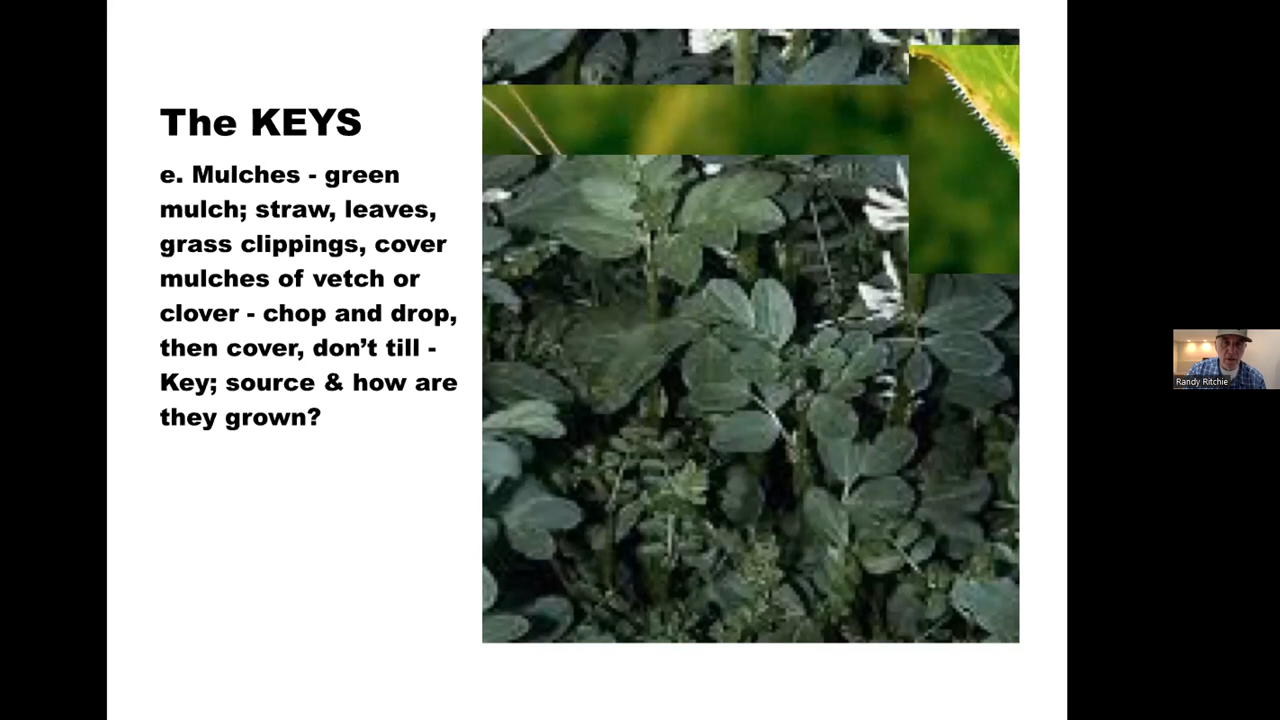 The KEYS
e. Mulches - green
mulch; straw, leaves,
grass clippings, cover
mulches of vetch or
clover - chop and drop,
then cover, don’t till -
Key; source & how are
they grown?
Randy Ritchie